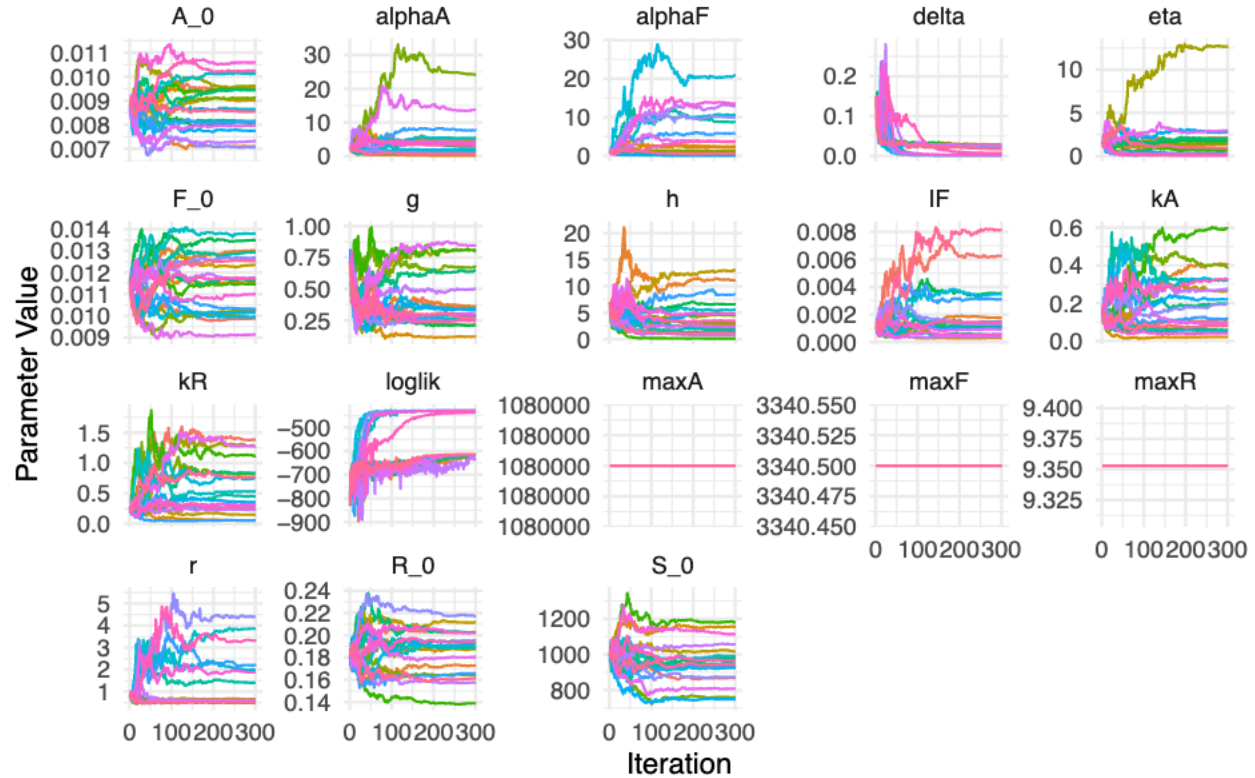 A_0 alphaA alphaF delta eta
0.011 30 30 0.2 10
0.010
0.009 20 20
0.1 5
0.008 10 10
0.007 0 0 0.0 0
F_0 g h IF kA
0.014 1.00 20 0.008 0.6
0.013 0.75 15 0.006
0.012 0.4
0.011 0.50 10 0.004
0.2
0.010 0.25 5 0.002
0.009 0 0.000 0.0
kR loglik maxA maxF maxR
1.5 −500 1080000 3340.550 9.400
−600 1080000 3340.525 9.375
1.0 −700 1080000 3340.500 9.350
0.5 −800 1080000 3340.475 9.325
0.0 −900 1080000 3340.450
0 100 200 300 0 100 200 300
r R_0 S_0
5 0.24 1200
4 0.22
3 0.20 1000
2 0.18
0.16 800
1 0.14
0 100 200 300 0 100 200 300 0 100 200 300
Iteration
Parameter Value